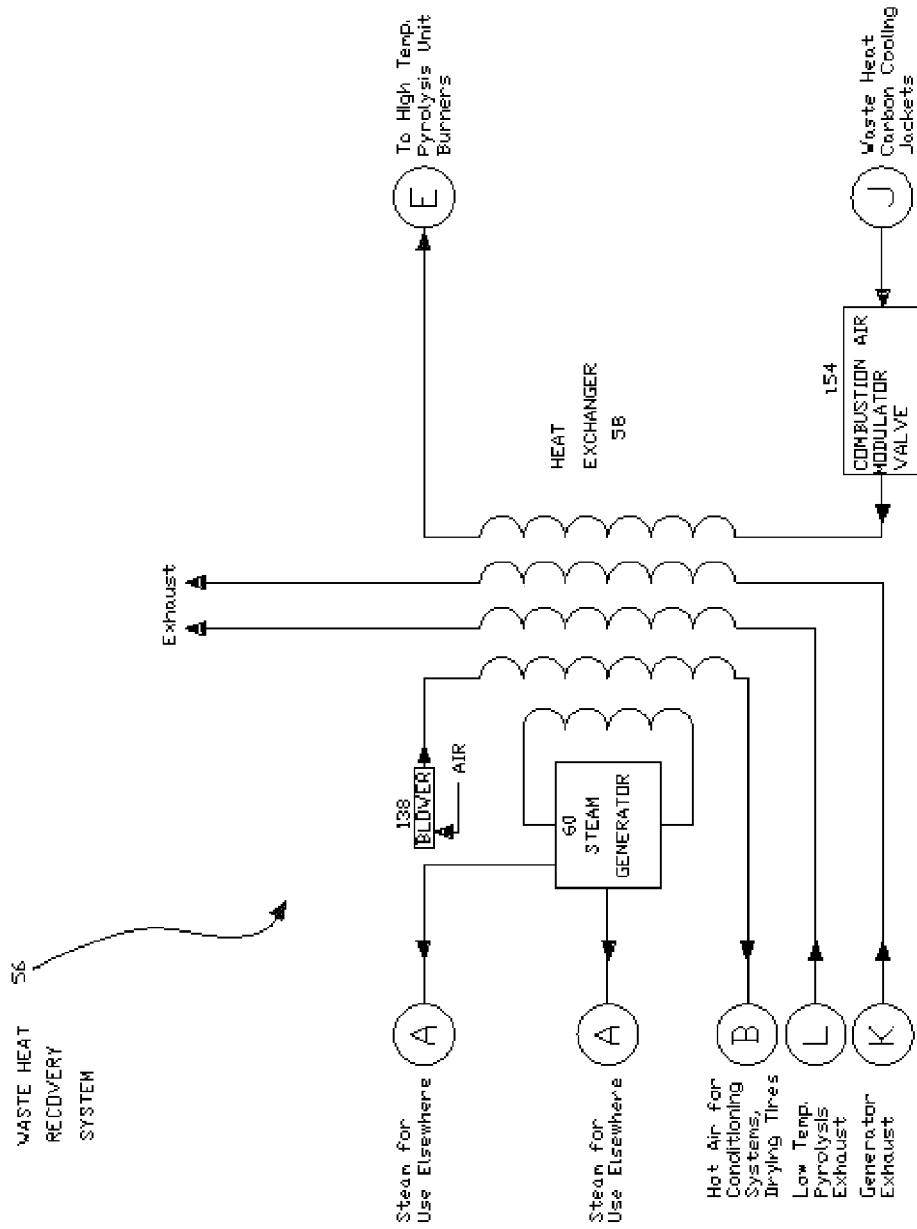 WASTE HEAT
RECOVERY
SYSTEM
56
Exhaust
E
To High Temp.
Pyrolysis Unit
Burners
138
BLOWER
AIR
A
Steam for
Use Elsewhere
HEAT
EXCHANGER
58
60
STEAM
GENERATOR
A
Steam for
Use Elsewhere
B
Hot Air for
Conditioning
Systems,
Drying Tires
L
Low Temp.
Pyrolysis
Exhaust
K
Generator
Exhaust
154
COMBUSTION AIR
MODULATOR
VALVE
J
Waste Heat
Carbon Cooling
Jackets